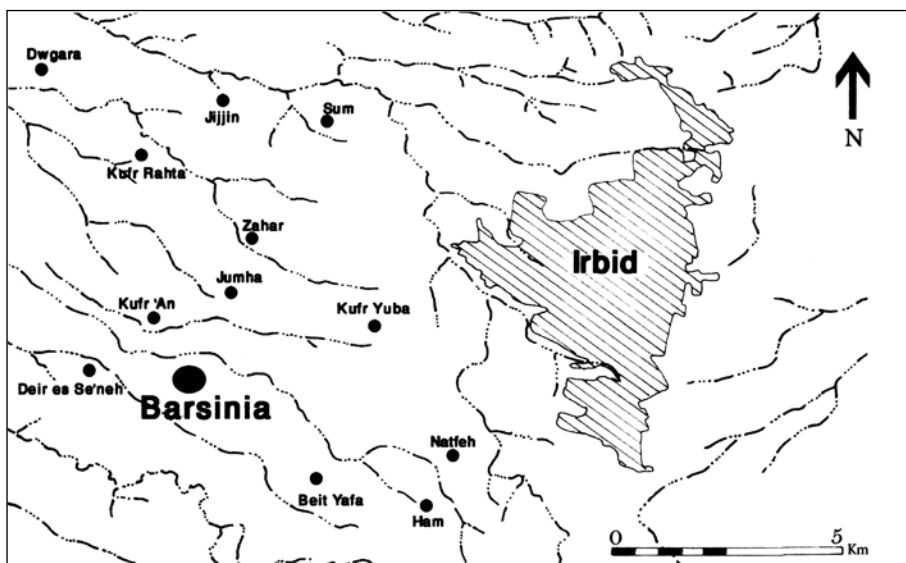 Dwgara
Jijjin
Sum
N
Kufr Rahta
Zahar
Irbid
Jumha
Kufr 'An
Kufr Yuba
Deir es Se'neh
Barsinia
Natfeh
Beit Yafa
Ham
0 5
Km